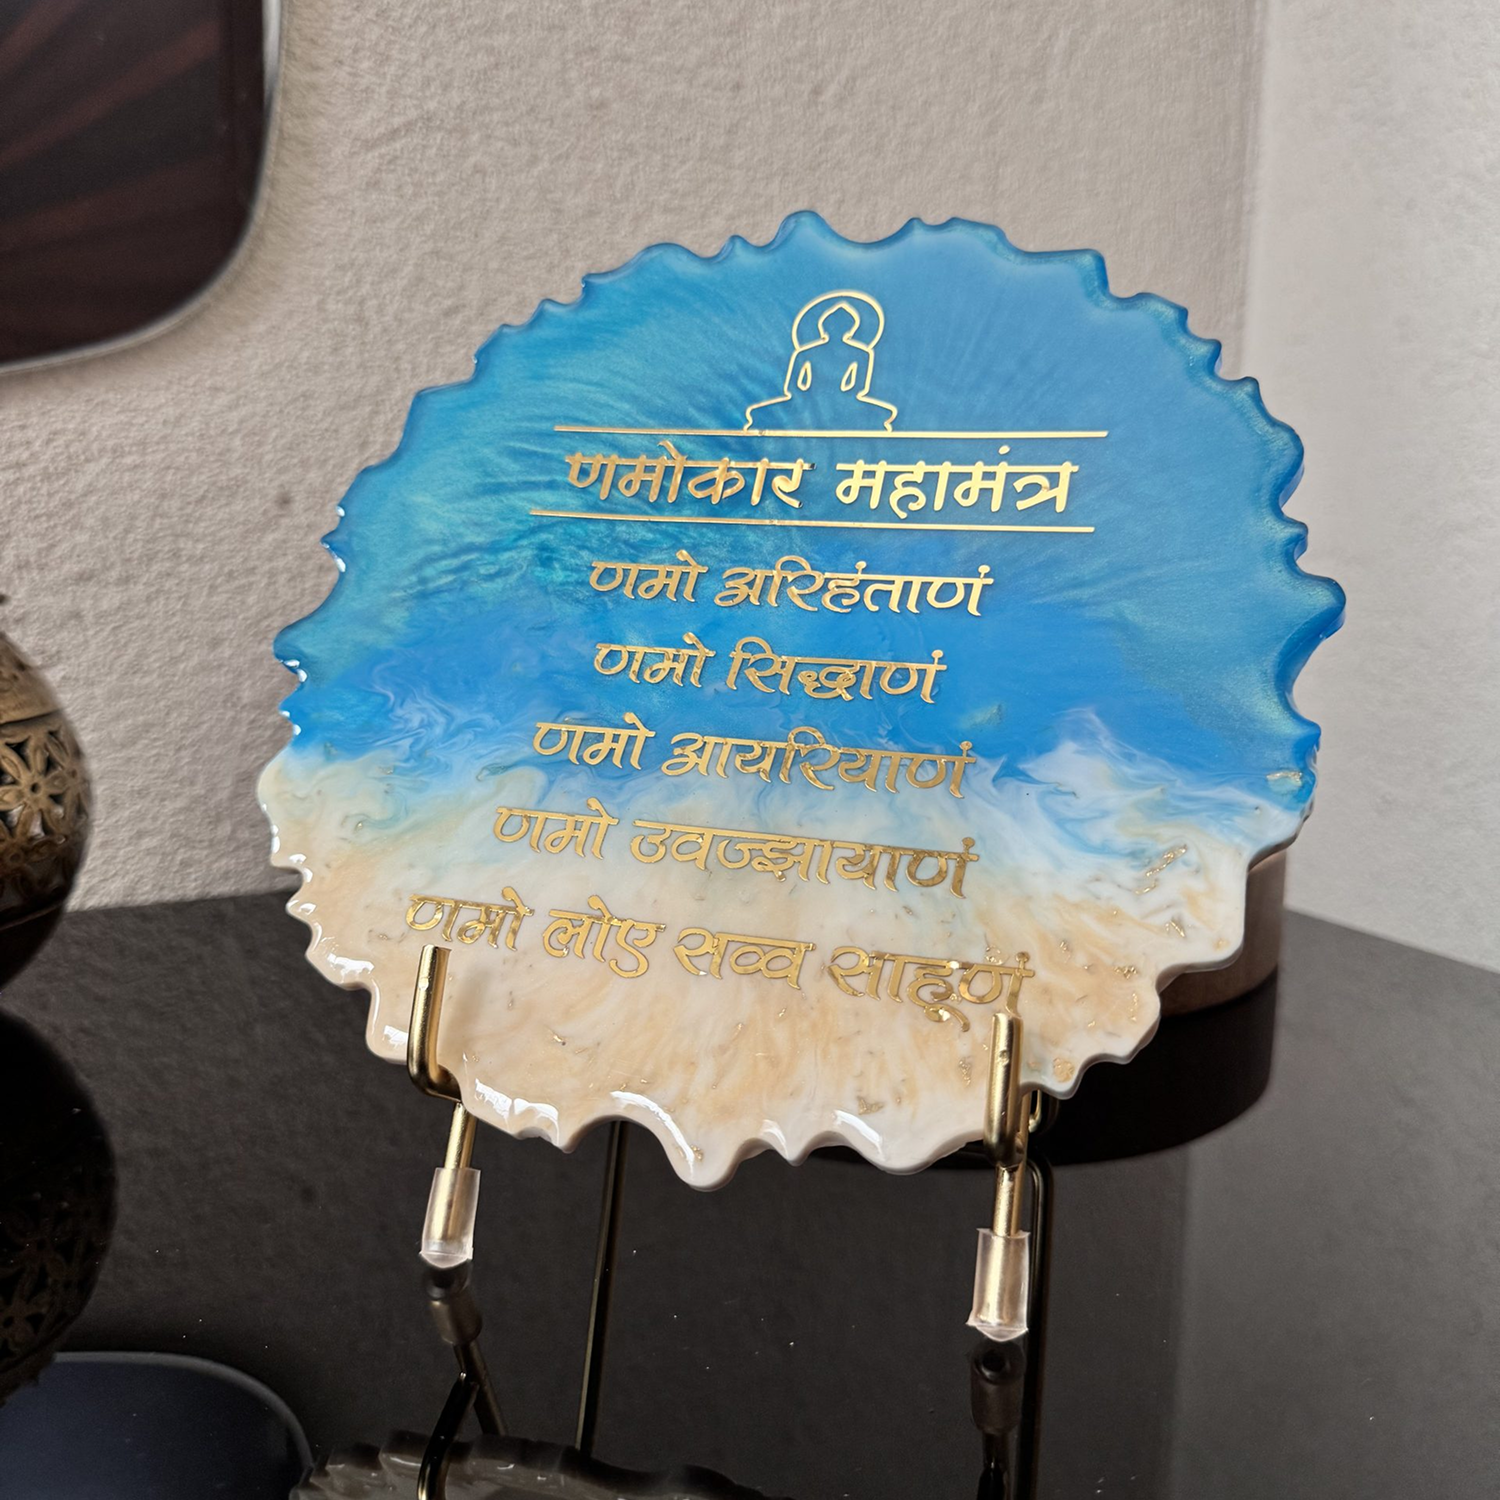 णमोकार महामंत्र
णमो अरिहंताणं
णमो सिद्धाणं
णमो आयरियाणं
णमो उवज्झायाणं
णमो लोए सव्व साहूणं